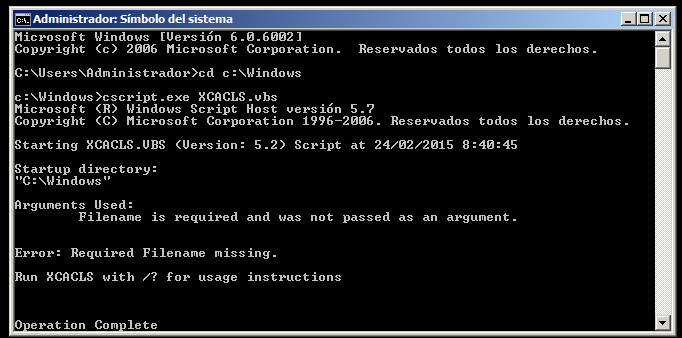 Administrador: Símbolo del sistema
Microsoft Windows [Versión 6.0.6002]
Copyright (c) 2006 Microsoft Corporation.  Reservados todos los derechos.
C:\Users\Administrador>cd c:\Windows
c:\Windows>cscript.exe XCACLS.vbs
Microsoft (R) Windows Script Host versión 5.7
Copyright (C) Microsoft Corporation 1996-2006. Reservados todos los derechos.
Starting XCACLS.VBS (Version: 5.2) Script at 24/02/2015 8:40:45
Startup directory:
"C:\Windows"
Arguments Used:
        Filename is required and was not passed as an argument.
Error: Required Filename missing.
Run XCACLS with /? for usage instructions
Operation Complete